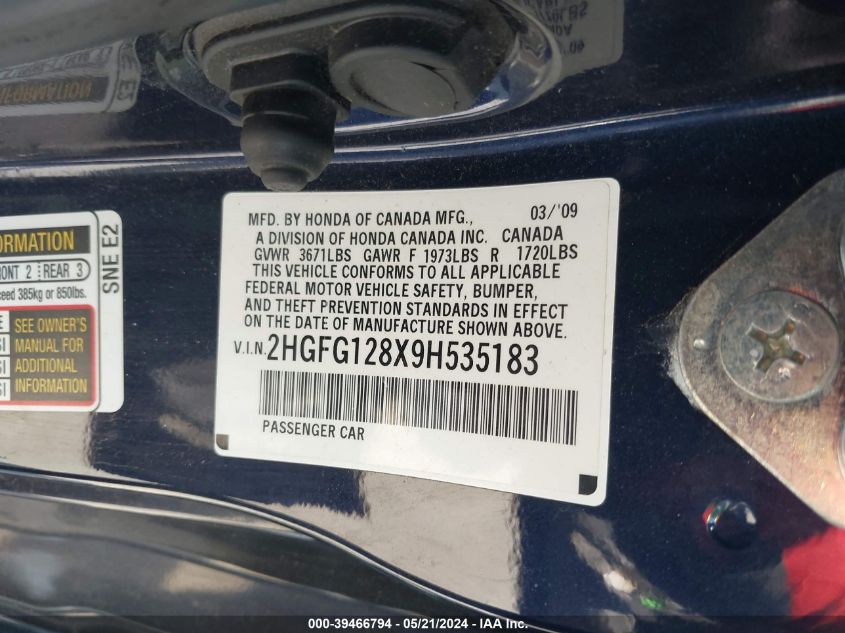 MFD. BY HONDA OF CANADA MFG., 03/'09
A DIVISION OF HONDA CANADA INC. CANADA
GVWR 3671LBS GAWR F 1973LBS R 1720LBS
THIS VEHICLE CONFORMS TO ALL APPLICABLE
FEDERAL MOTOR VEHICLE SAFETY, BUMPER,
AND THEFT PREVENTION STANDARDS IN EFFECT
ON THE DATE OF MANUFACTURE SHOWN ABOVE.
V.I.N. 2HGFG128X9H535183
PASSENGER CAR
ORMATION
RONT 2 REAR 3
ceed 385kg or 850lbs.
SEE OWNER'S
MANUAL FOR
ADDITIONAL
INFORMATION
SNE E2
000-39466794 - 05/21/2024 - IAA Inc.